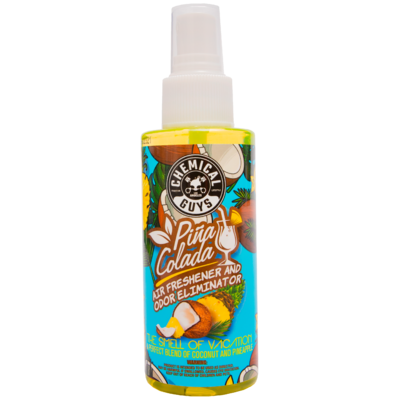 CHEMICAL
GUYS
Piña
Colada
AIR FRESHENER AND
ODOR ELIMINATOR
THE SMELL OF VACATION
PERFECT BLEND OF COCONUT AND PINEAPPLE